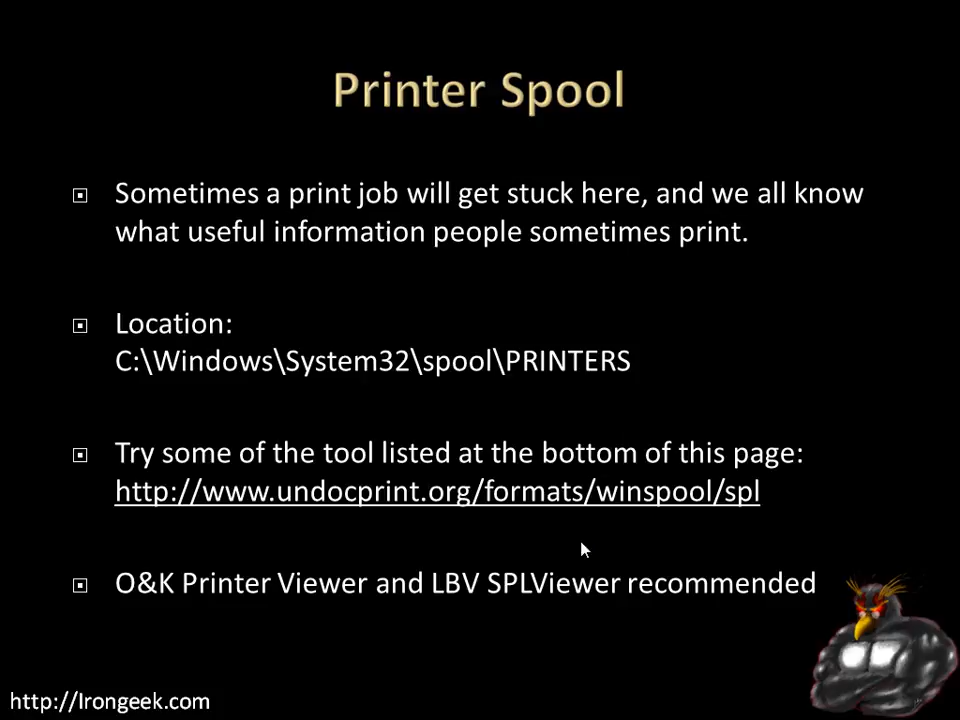 Printer Spool
Sometimes a print job will get stuck here, and we all know
what useful information people sometimes print.
Location:
C:\Windows\System32\spool\PRINTERS
Try some of the tool listed at the bottom of this page:
http://www.undocprint.org/formats/winspool/spl
O&K Printer Viewer and LBV SPLViewer recommended
http://Irongeek.com